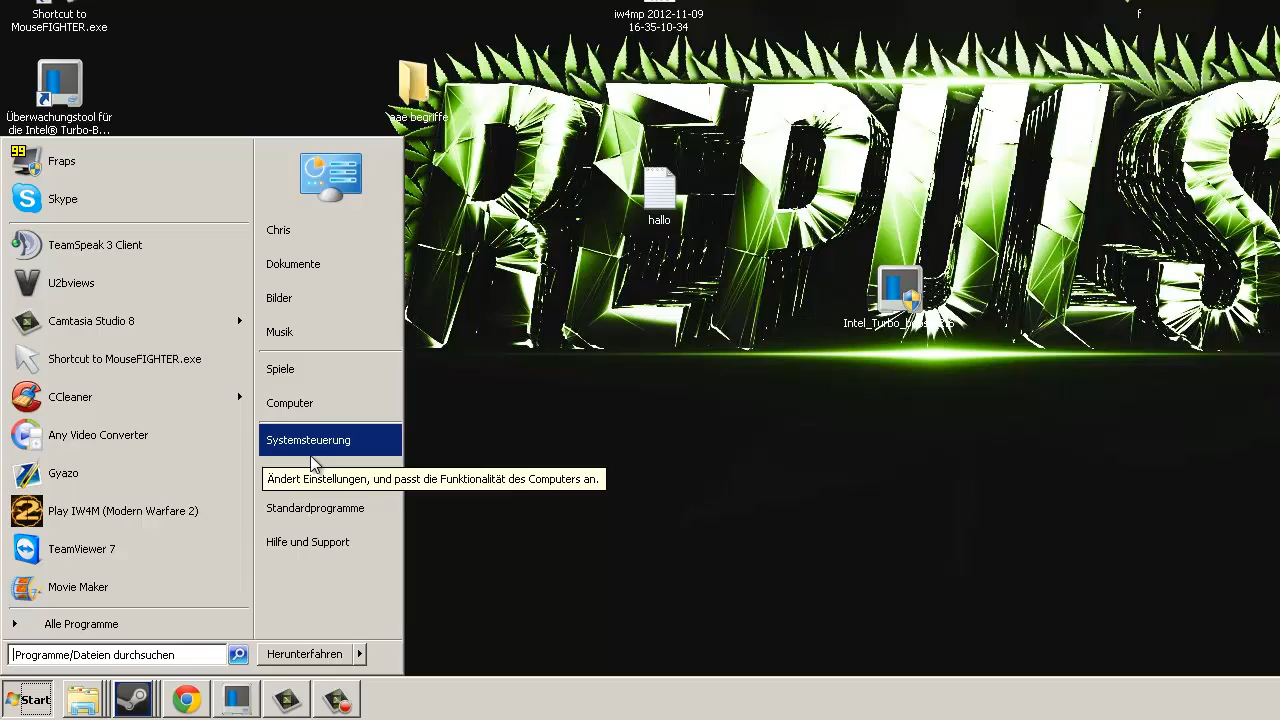 Shortcut to
MouseFIGHTER.exe
iw4mp 2012-11-09
16-35-10-34
f
Überwachungstool für
die Intel® Turbo-B...
aae begriffe
REPULS
hallo
99
Fraps
Skype
TeamSpeak 3 Client
U2bviews
Camtasia Studio 8
Shortcut to MouseFIGHTER.exe
CCleaner
Any Video Converter
Gyazo
Play IW4M (Modern Warfare 2)
TeamViewer 7
Movie Maker
Alle Programme
Programme/Dateien durchsuchen
Chris
Dokumente
Bilder
Musik
Spiele
Computer
Systemsteuerung
Ändert Einstellungen, und passt die Funktionalität des Computers an.
Standardprogramme
Hilfe und Support
Herunterfahren
Start